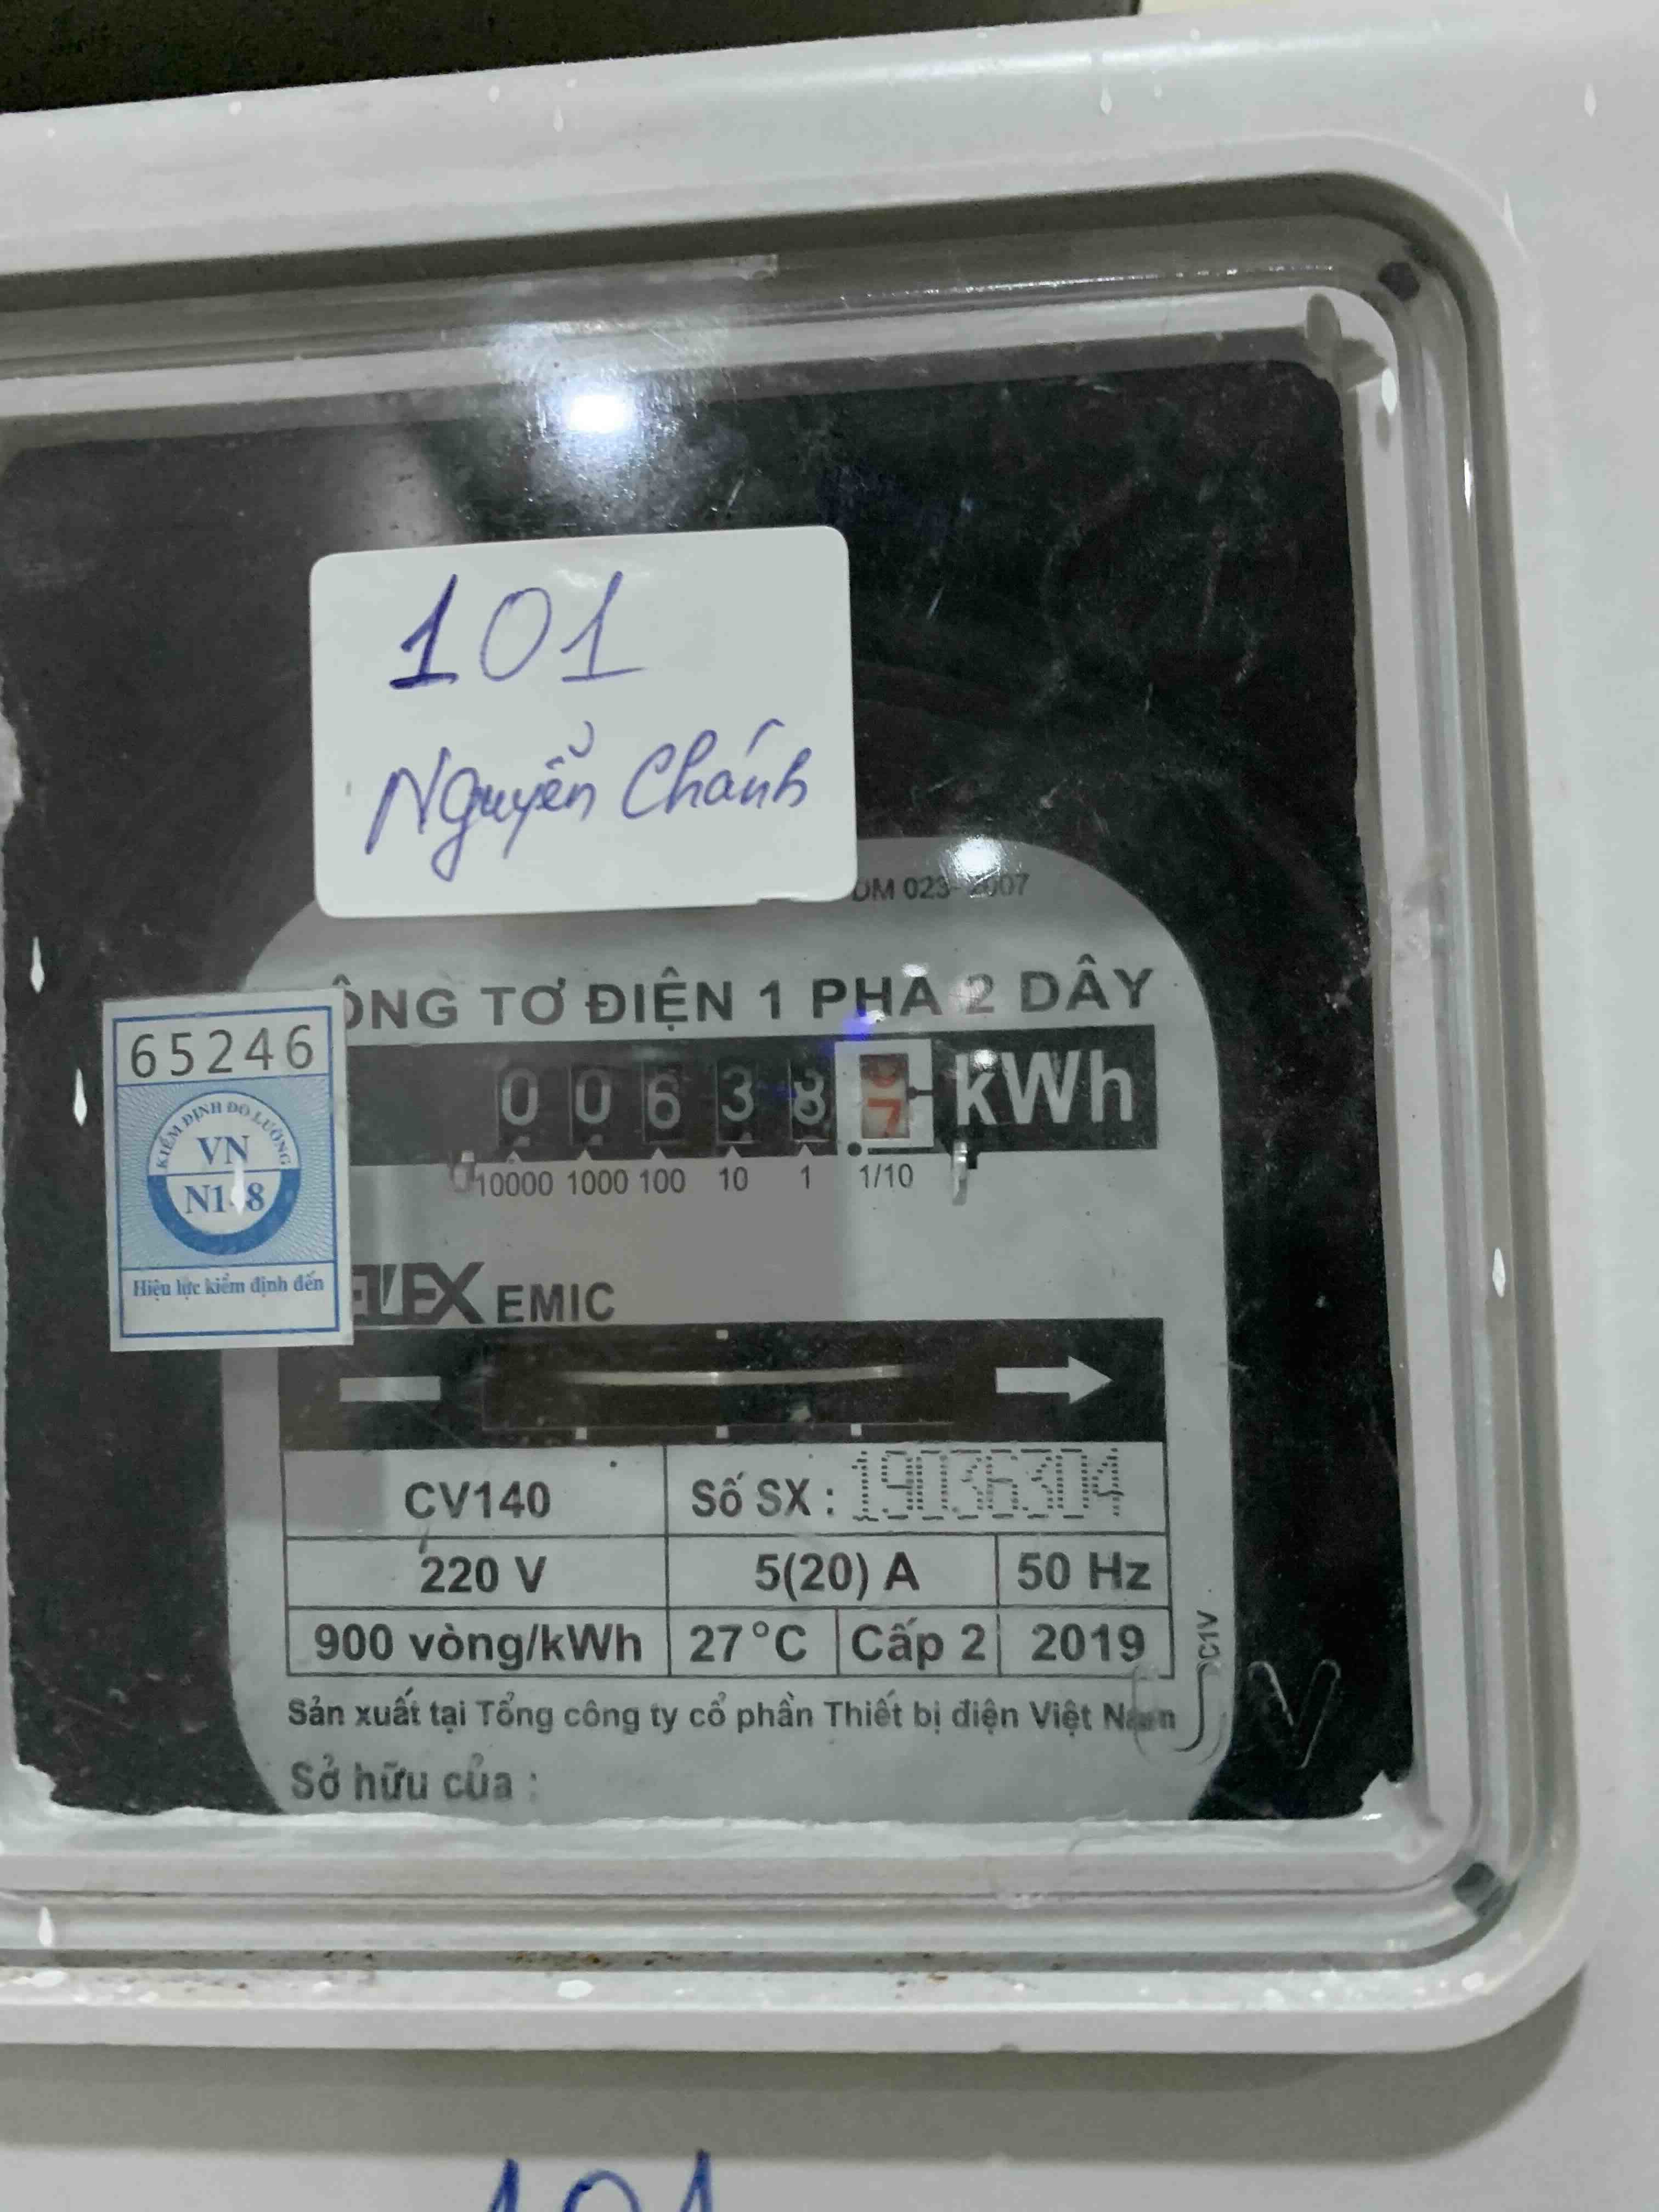 101
Nguyễn Chánh
ĐM 023-2007
ÔNG TƠ ĐIỆN 1 PHA 2 DÂY
65246
KIỂM ĐỊNH ĐO LƯỜNG
VN
Hiệu lực kiểm định đến
0 0 6 3 8 7 kWh
10000 1000 100 10 1 1/10
EMIC
CV140 Số SX : 19036304
220 V 5(20) A 50 Hz
900 vòng/kWh 27°C Cấp 2 2019
C1V
Sản xuất tại Tổng công ty cổ phần Thiết bị điện Việt Nam
Sở hữu của :
V
101